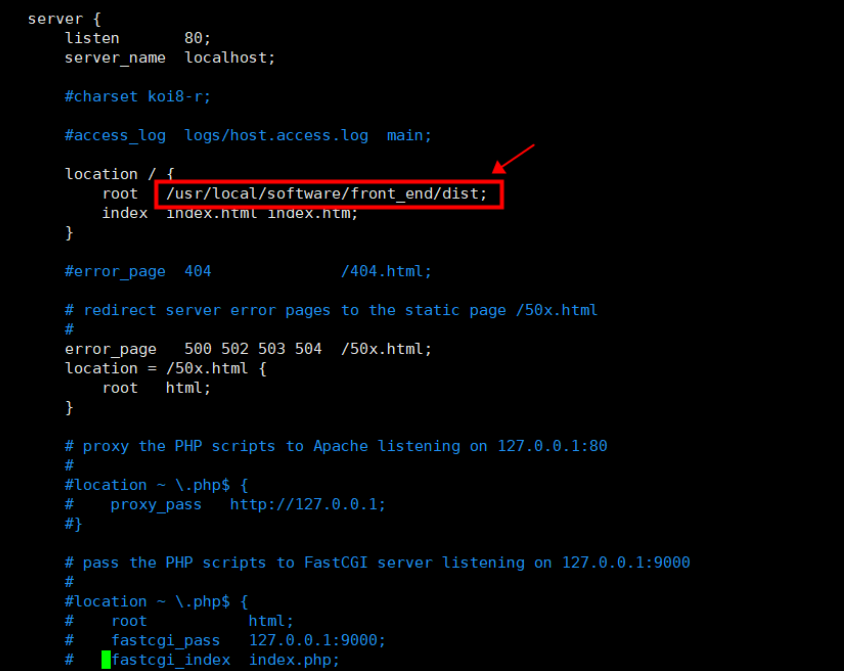 server {
listen       80;
server_name  localhost;
#charset koi8-r;
#access_log  logs/host.access.log  main;
location / {
root   /usr/local/software/front_end/dist;
index  index.html index.htm;
}
#error_page  404              /404.html;
# redirect server error pages to the static page /50x.html
#
error_page   500 502 503 504  /50x.html;
location = /50x.html {
root   html;
}
# proxy the PHP scripts to Apache listening on 127.0.0.1:80
#
#location ~ \.php$ {
#    proxy_pass   http://127.0.0.1;
#}
# pass the PHP scripts to FastCGI server listening on 127.0.0.1:9000
#
#location ~ \.php$ {
#    root           html;
#    fastcgi_pass   127.0.0.1:9000;
#    fastcgi_index  index.php;